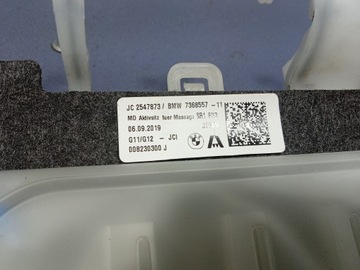 JC 2547873/ BMW 7368557-11
MD Aktivsitz fuer Massage
06.09.2019
G11/G12 - JCI
008230300 J